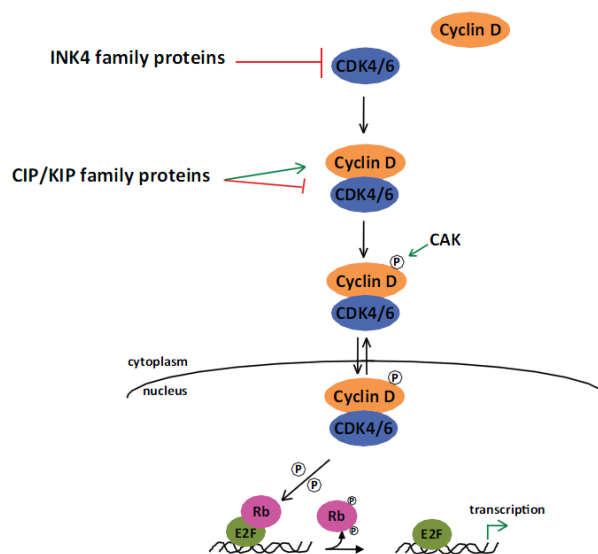 Cyclin D
INK4 family proteins
CDK4/6
Cyclin D
CIP/KIP family proteins
CDK4/6
CAK
P
Cyclin D
CDK4/6
cytoplasm
nucleus
P
Cyclin D
CDK4/6
P
P
Rb
E2F
P
Rb
P
transcription
E2F